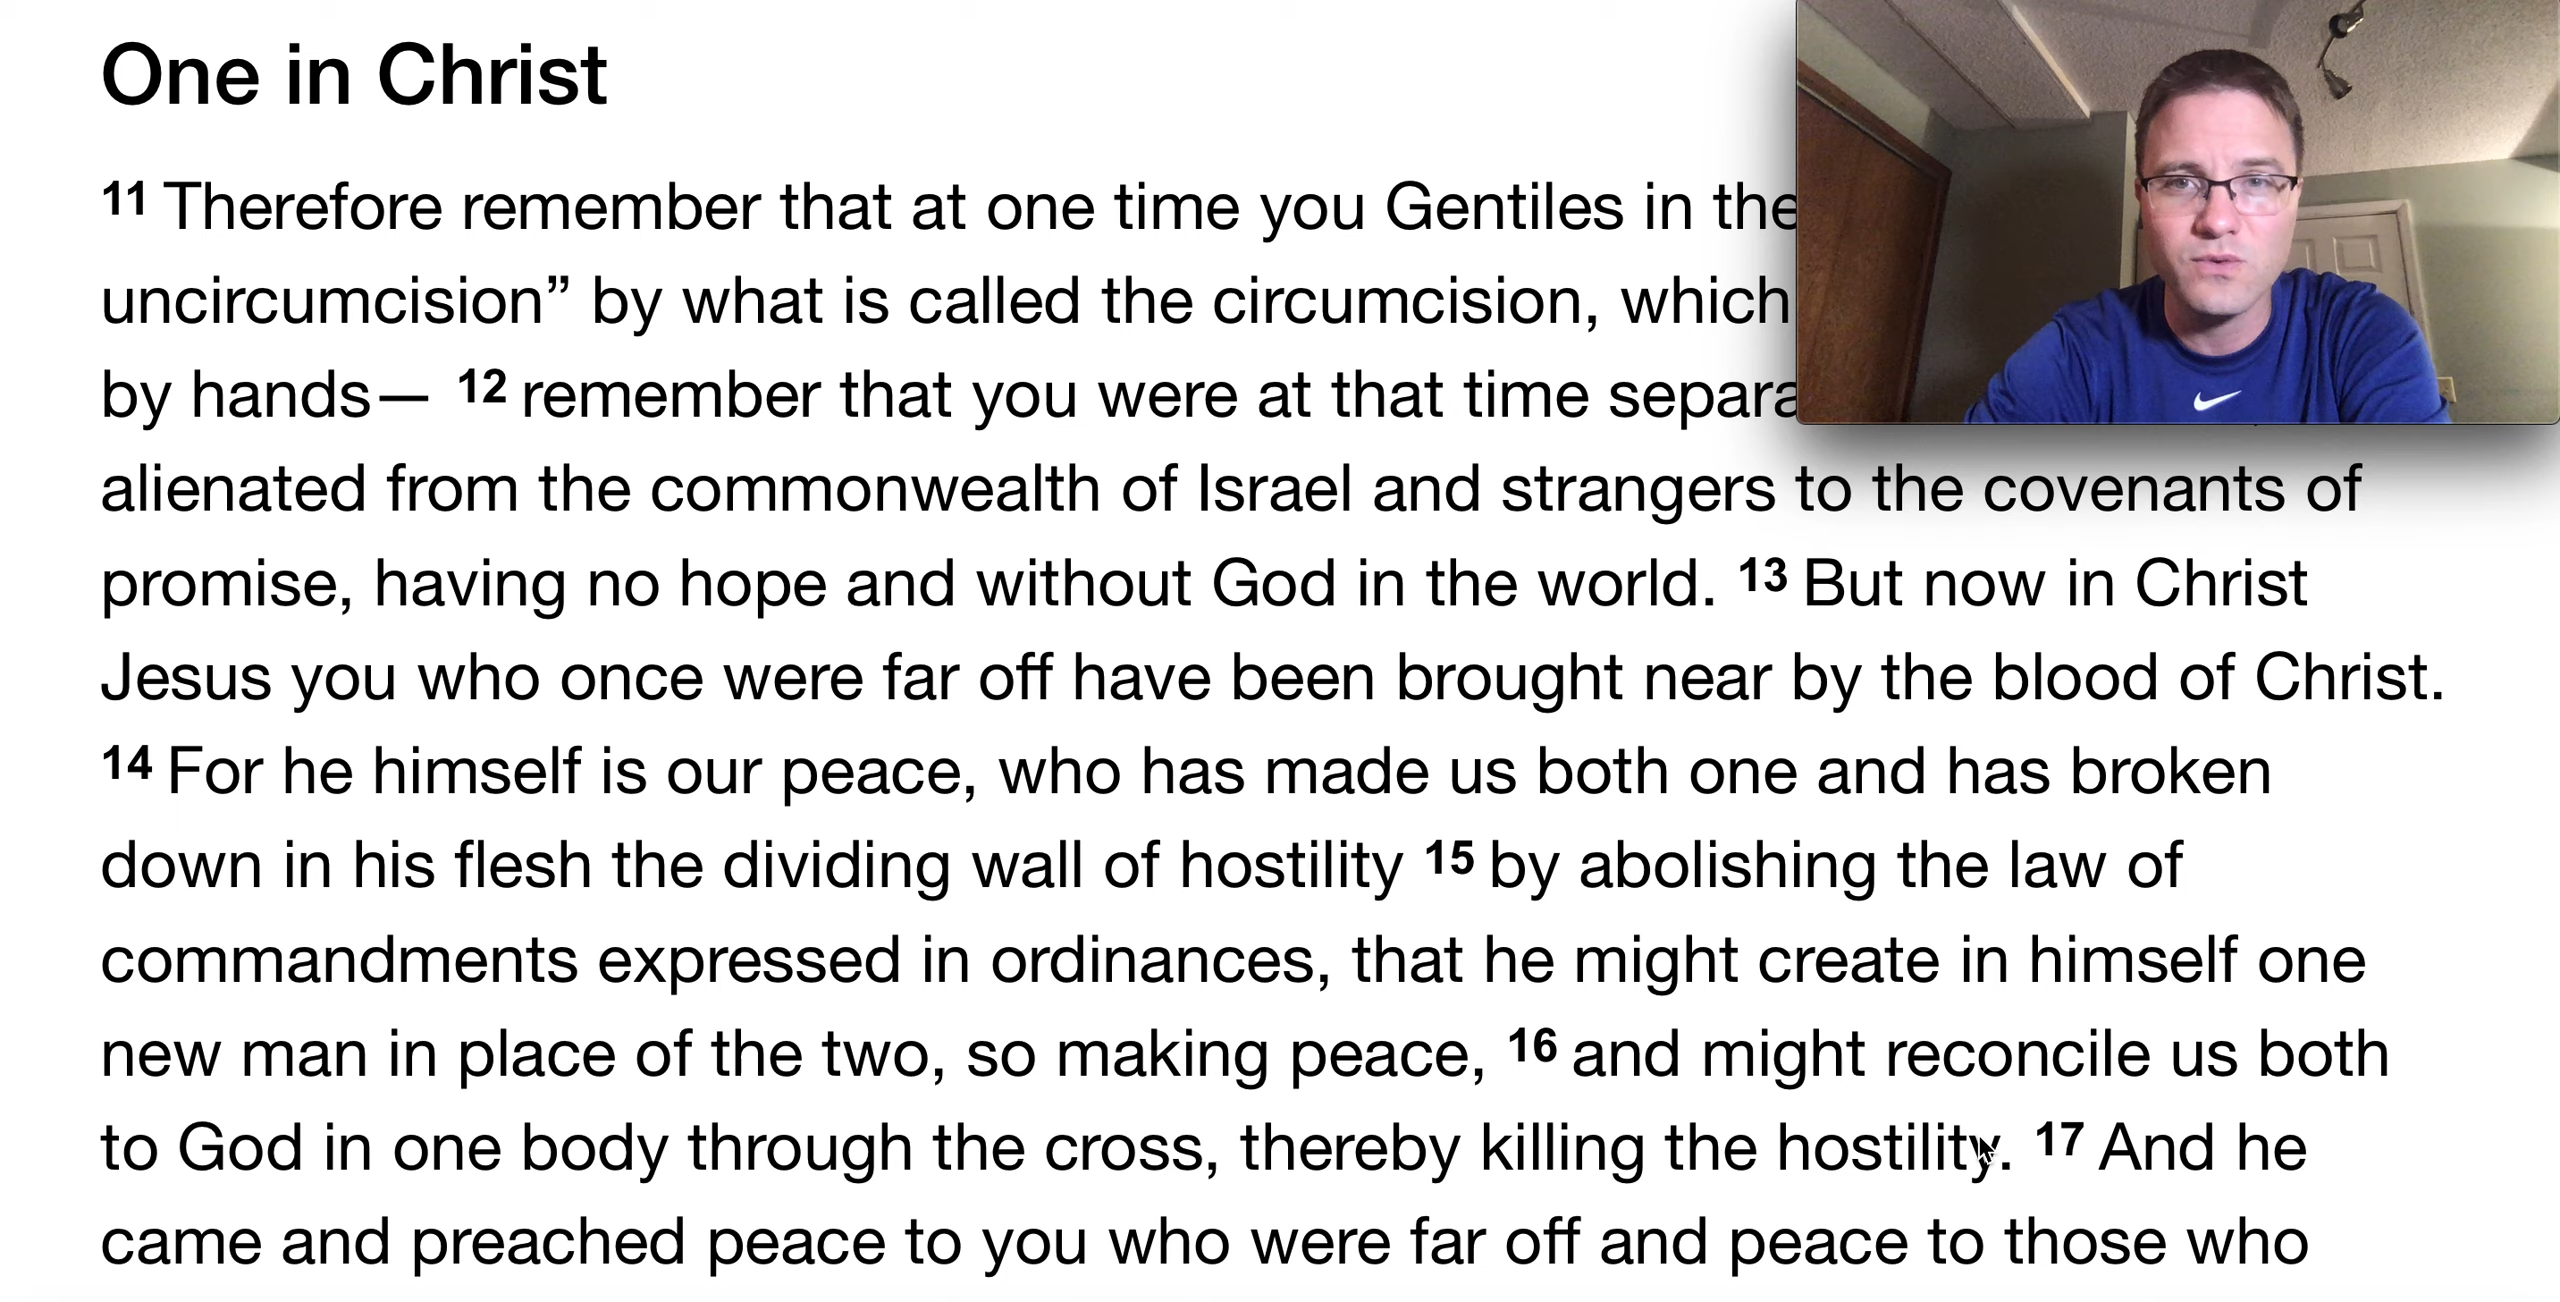 One in Christ
11 Therefore remember that at one time you Gentiles in the
uncircumcision” by what is called the circumcision, which
by hands— 12 remember that you were at that time
alienated from the commonwealth of Israel and strangers to the covenants of
promise, having no hope and without God in the world. 13 But now in Christ
Jesus you who once were far off have been brought near by the blood of Christ.
14 For he himself is our peace, who has made us both one and has broken
down in his flesh the dividing wall of hostility 15 by abolishing the law of
commandments expressed in ordinances, that he might create in himself one
new man in place of the two, so making peace, 16 and might reconcile us both
to God in one body through the cross, thereby killing the hostility. 17 And he
came and preached peace to you who were far off and peace to those who